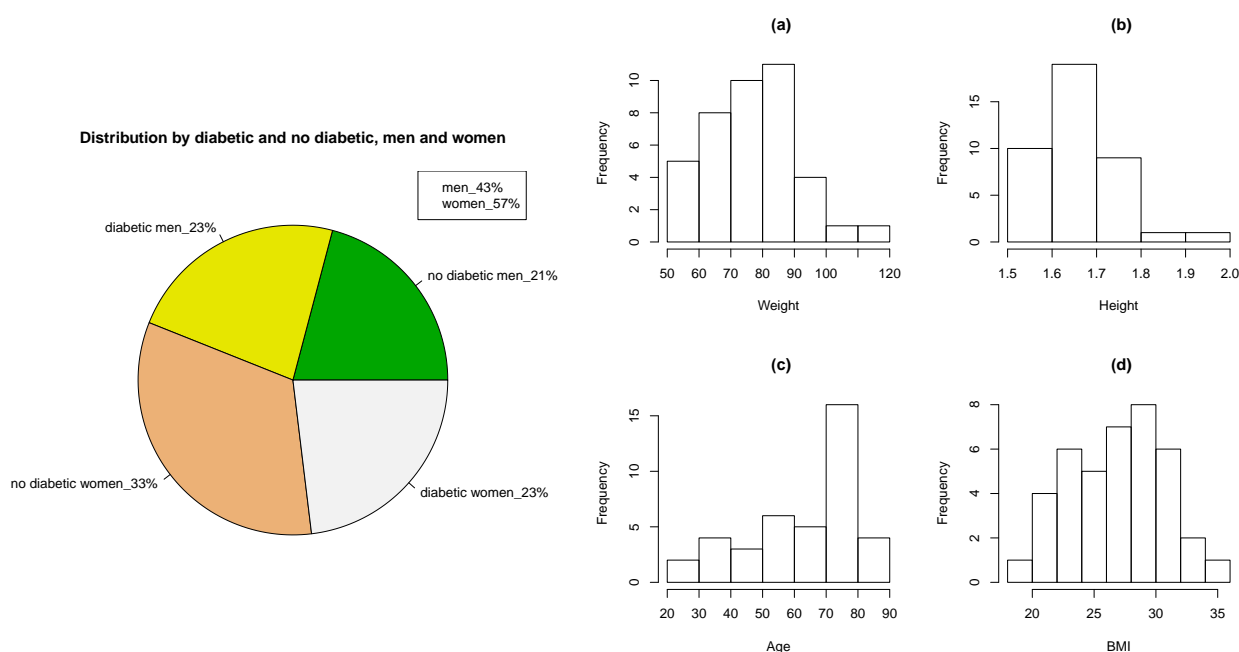 Distribution by diabetic and no diabetic, men and women
men_43%
women_57%
diabetic men_23%
no diabetic men_21%
no diabetic women_33%
diabetic women_23%
(a)
Frequency
0 2 4 6 8 10
50 60 70 80 90 100 120
Weight
(b)
Frequency
0 5 10 15
1.5 1.6 1.7 1.8 1.9 2.0
Height
(c)
Frequency
0 5 10 15
20 30 40 50 60 70 80 90
Age
(d)
Frequency
0 2 4 6 8
20 25 30 35
BMI